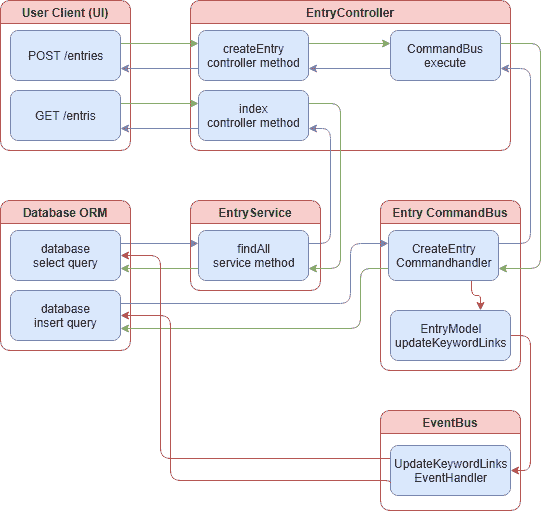 User Client (UI)
EntryController
POST /entries
createEntry
controller method
CommandBus
execute
GET /entris
index
controller method
Database ORM
EntryService
Entry CommandBus
database
select query
findAll
service method
CreateEntry
Commandhandler
database
insert query
EntryModel
updateKeywordLinks
EventBus
UpdateKeywordLinks
EventHandler